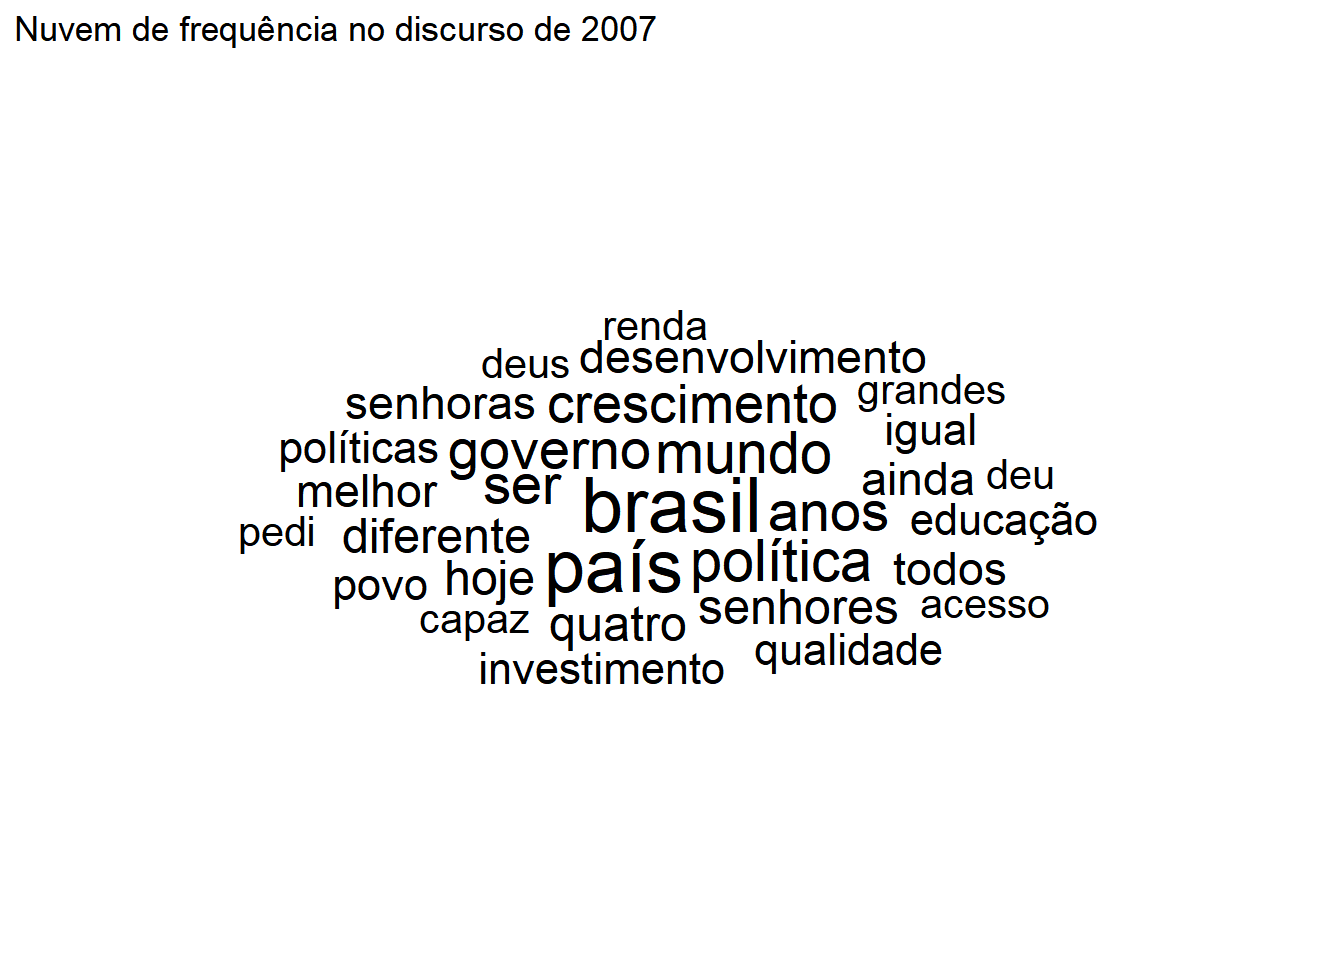 Nuvem de frequência no discurso de 2007
renda
deus desenvolvimento
senhoras crescimento grandes
políticas governo mundo igual
melhor ser brasil anos ainda deu
pedi diferente educação
povo hoje país política todos
capaz quatro senhores acesso
investimento qualidade